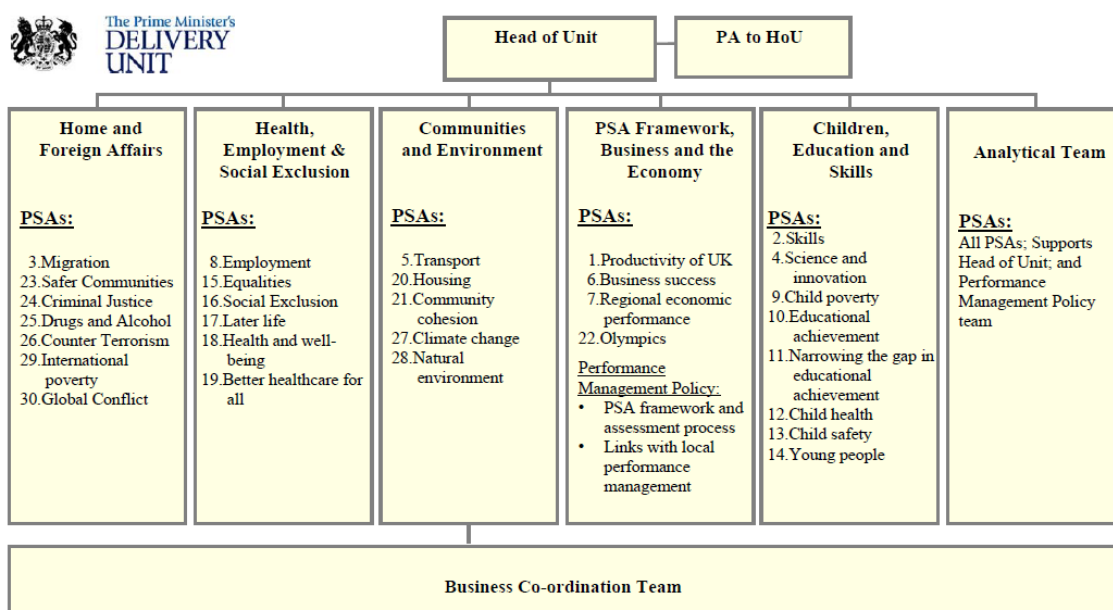 The Prime Minister's
DELIVERY
UNIT
Head of Unit
PA to HoU
Home and
Foreign Affairs
PSAs:
3.Migration
23.Safer Communities
24.Criminal Justice
25.Drugs and Alcohol
26.Counter Terrorism
29.International
poverty
30.Global Conflict
Health,
Employment &
Social Exclusion
PSAs:
8.Employment
15.Equalities
16.Social Exclusion
17.Later life
18.Health and well-
being
19.Better healthcare for
all
Communities
and Environment
PSAs:
5.Transport
20.Housing
21.Community
cohesion
27.Climate change
28.Natural
environment
PSA Framework,
Business and the
Economy
PSAs:
1.Productivity of UK
6.Business success
7.Regional economic
performance
22.Olympics
Performance
Management Policy:
• PSA framework and
assessment process
• Links with local
performance
management
Children,
Education and
Skills
PSAs:
2.Skills
4.Science and
innovation
9.Child poverty
10.Educational
achievement
11.Narrowing the gap in
educational
achievement
12.Child health
13.Child safety
14.Young people
Analytical Team
PSAs:
All PSAs; Supports
Head of Unit; and
Performance
Management Policy
team
Business Co-ordination Team